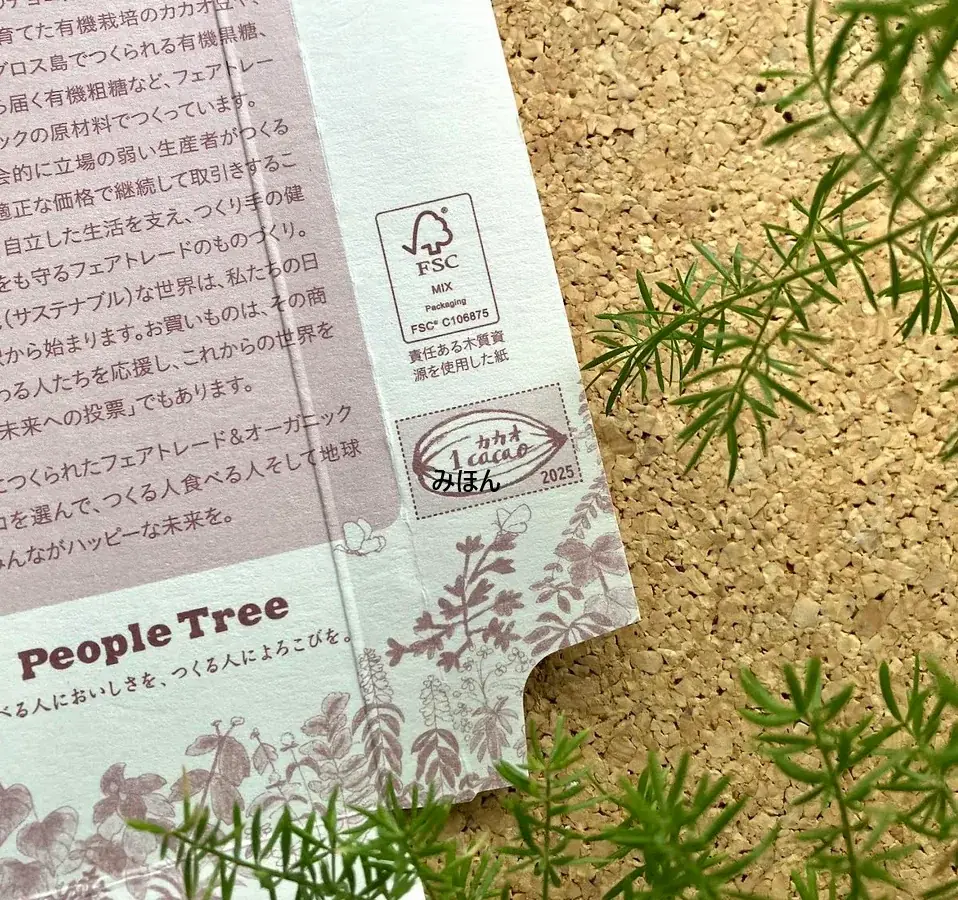 育てた有機栽培のカカオ豆や、
グロス島でつくられる有機黒糖、
ら届く有機粗糖など、フェアトレー
ックの原材料でつくっています。
会的に立場の弱い生産者がつくる
適正な価格で継続して取引きするこ
自立した生活を支え、つくり手の健
をも守るフェアトレードのものづくり。
(サステナブル)な世界は、私たちの日
から始まります。お買いものは、その商
わる人たちを応援し、これからの世界を
未来への投票」でもあります。
につくられたフェアトレード&オーガニック
コを選んで、つくる人食べる人そして地球
みんながハッピーな未来を。
People Tree
べる人においしさを、つくる人によろこびを。
FSC®
MIX
Packaging
FSC® C106875
責任ある木質資
源を使用した紙
カカオ
1 cacao
みほん
2025